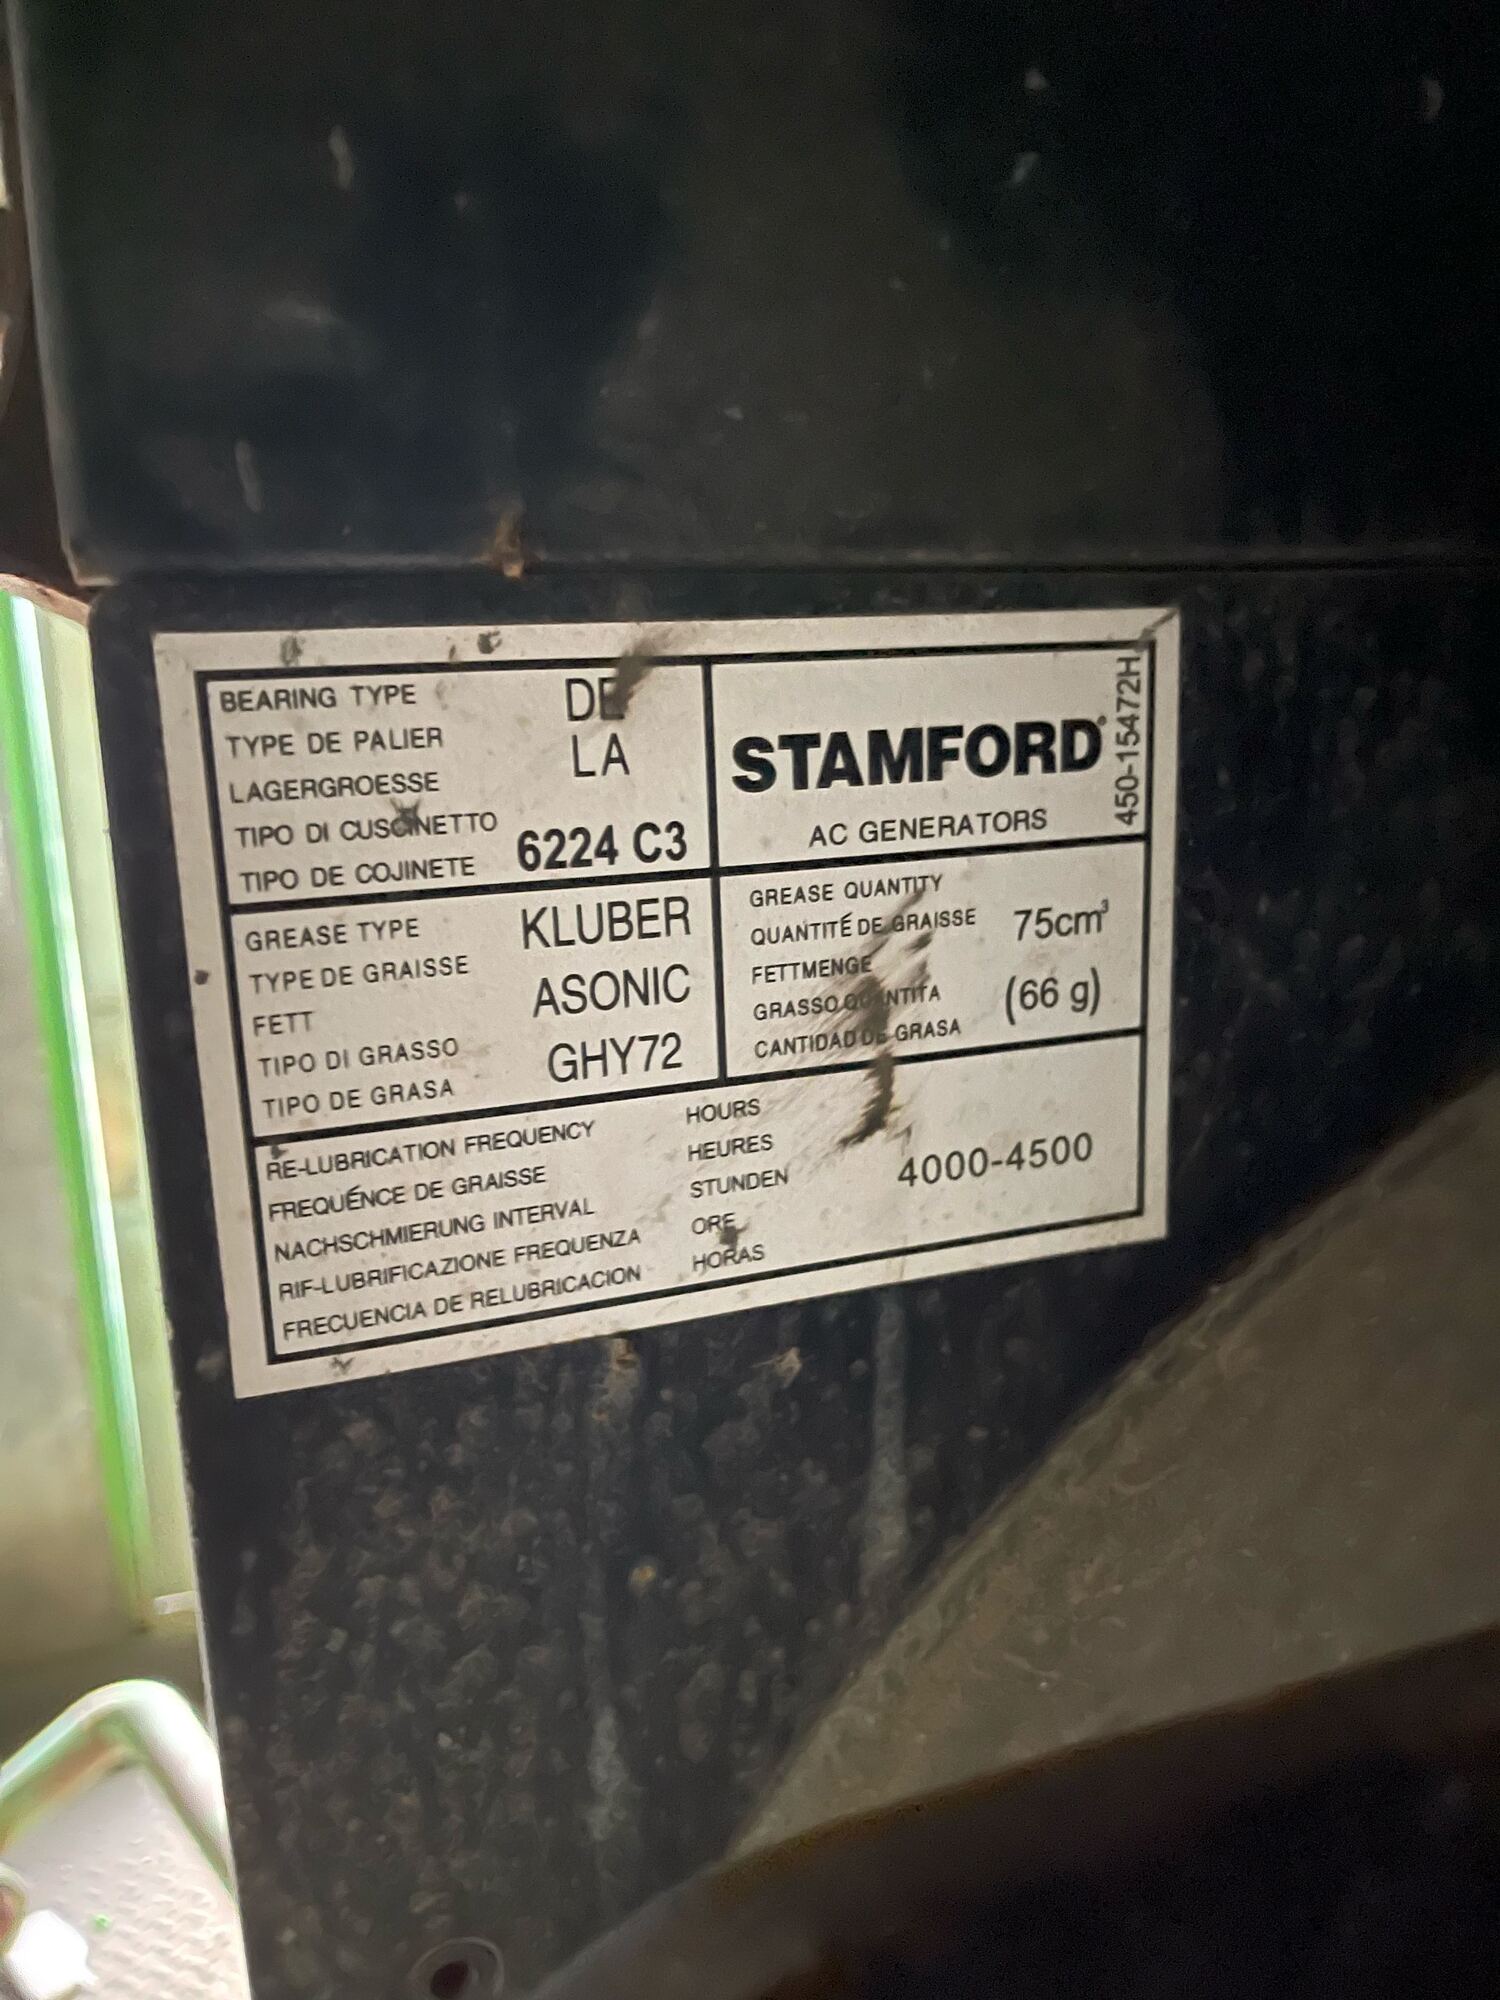 BEARING TYPE DE
TYPE DE PALIER LA
LAGERGROESSE
TIPO DI CUSCINETTO
TIPO DE COJINETE 6224 C3
STAMFORD
AC GENERATORS
450-15472H
GREASE TYPE KLUBER
TYPE DE GRAISSE ASONIC
FETT
TIPO DI GRASSO GHY72
TIPO DE GRASA
GREASE QUANTITY
QUANTITÉ DE GRAISSE 75cm³
FETTMENGE
GRASSO QUANTITA (66 g)
CANTIDAD DE GRASA
RE-LUBRICATION FREQUENCY HOURS
FREQUÉNCE DE GRAISSE HEURES
NACHSCHMIERUNG INTERVAL STUNDEN 4000-4500
RIF-LUBRIFICAZIONE FREQUENZA ORE
FRECUENCIA DE RELUBRICACION HORAS